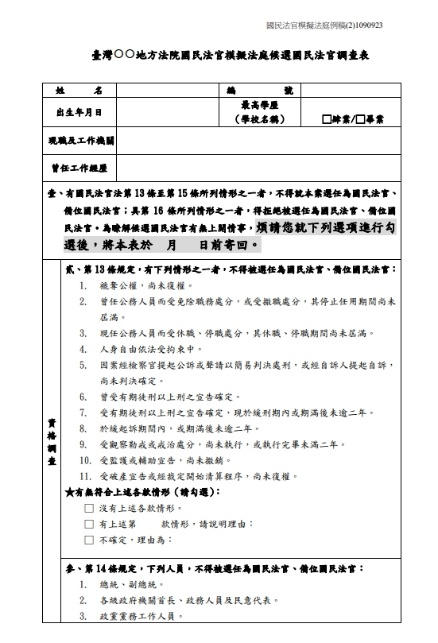 國民法官模擬法庭例稿(2)1090923
臺灣○○地方法院國民法官模擬法庭候選國民法官調查表
姓 名 編 號
出生年月日 最高學歷
(學校名稱) □肄業/□畢業
現職及工作機關
曾任工作經歷
壹、有國民法官法第13條至第15條所列情形之一者,不得就本案選任為國民法官、
備位國民法官;具第16條所列情形之一者,得拒絕被選任為國民法官、備位國
民法官。為瞭解候選國民法官有無上開情事,煩請您就下列選項進行勾
選後,將本表於 月 日前寄回。
資格調查
貳、第13條規定,有下列情形之一者,不得被選任為國民法官、備位國民法官:
1. 褫奪公權,尚未復權。
2. 曾任公務人員而受免除職務處分,或受撤職處分,其停止任用期間尚未
屆滿。
3. 現任公務人員而受休職、停職處分,其休職、停職期間尚未屆滿。
4. 人身自由依法受拘束中。
5. 因案經檢察官提起公訴或聲請以簡易判決處刑,或經自訴人提起自訴,
尚未判決確定。
6. 曾受有期徒刑以上刑之宣告確定。
7. 受有期徒刑以上刑之宣告確定,現於緩刑期內或期滿後未逾二年。
8. 於緩起訴期間內,或期滿後未逾二年。
9. 受觀察勒戒或戒治處分,尚未執行,或執行完畢未滿二年。
10. 受監護或輔助宣告,尚未撤銷。
11. 受破產宣告或經裁定開始清算程序,尚未復權。
★有無符合上述各款情形(請勾選):
□ 沒有上述各款情形。
□ 有上述第 款情形,請說明理由:
□ 不確定,理由為:
參、第14條規定,下列人員,不得被選任為國民法官、備位國民法官:
1. 總統、副總統。
2. 各級政府機關首長、政務人員及民意代表。
3. 政黨黨務工作人員。